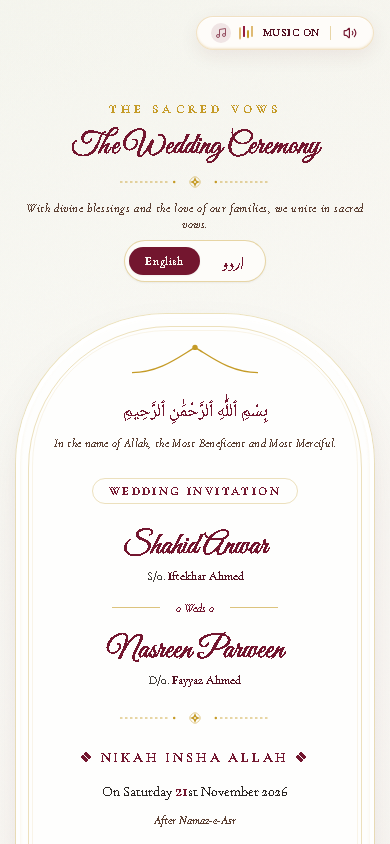 MUSIC ON
THE SACRED VOWS
The Wedding Ceremony
With divine blessings and the love of our families, we unite in sacred
vows.
English اردو
بِسْمِ ٱللَّٰهِ ٱلرَّحْمَٰنِ ٱلرَّحِيمِ
In the name of Allah, the Most Beneficent and Most Merciful.
WEDDING INVITATION
Shahid Anwar
S/o. Iftekhar Ahmed
o Weds o
Nasreen Parween
D/o. Fayyaz Ahmed
❖ NIKAH INSHA ALLAH ❖
On Saturday 21st November 2026
After Namaz-e-Asr